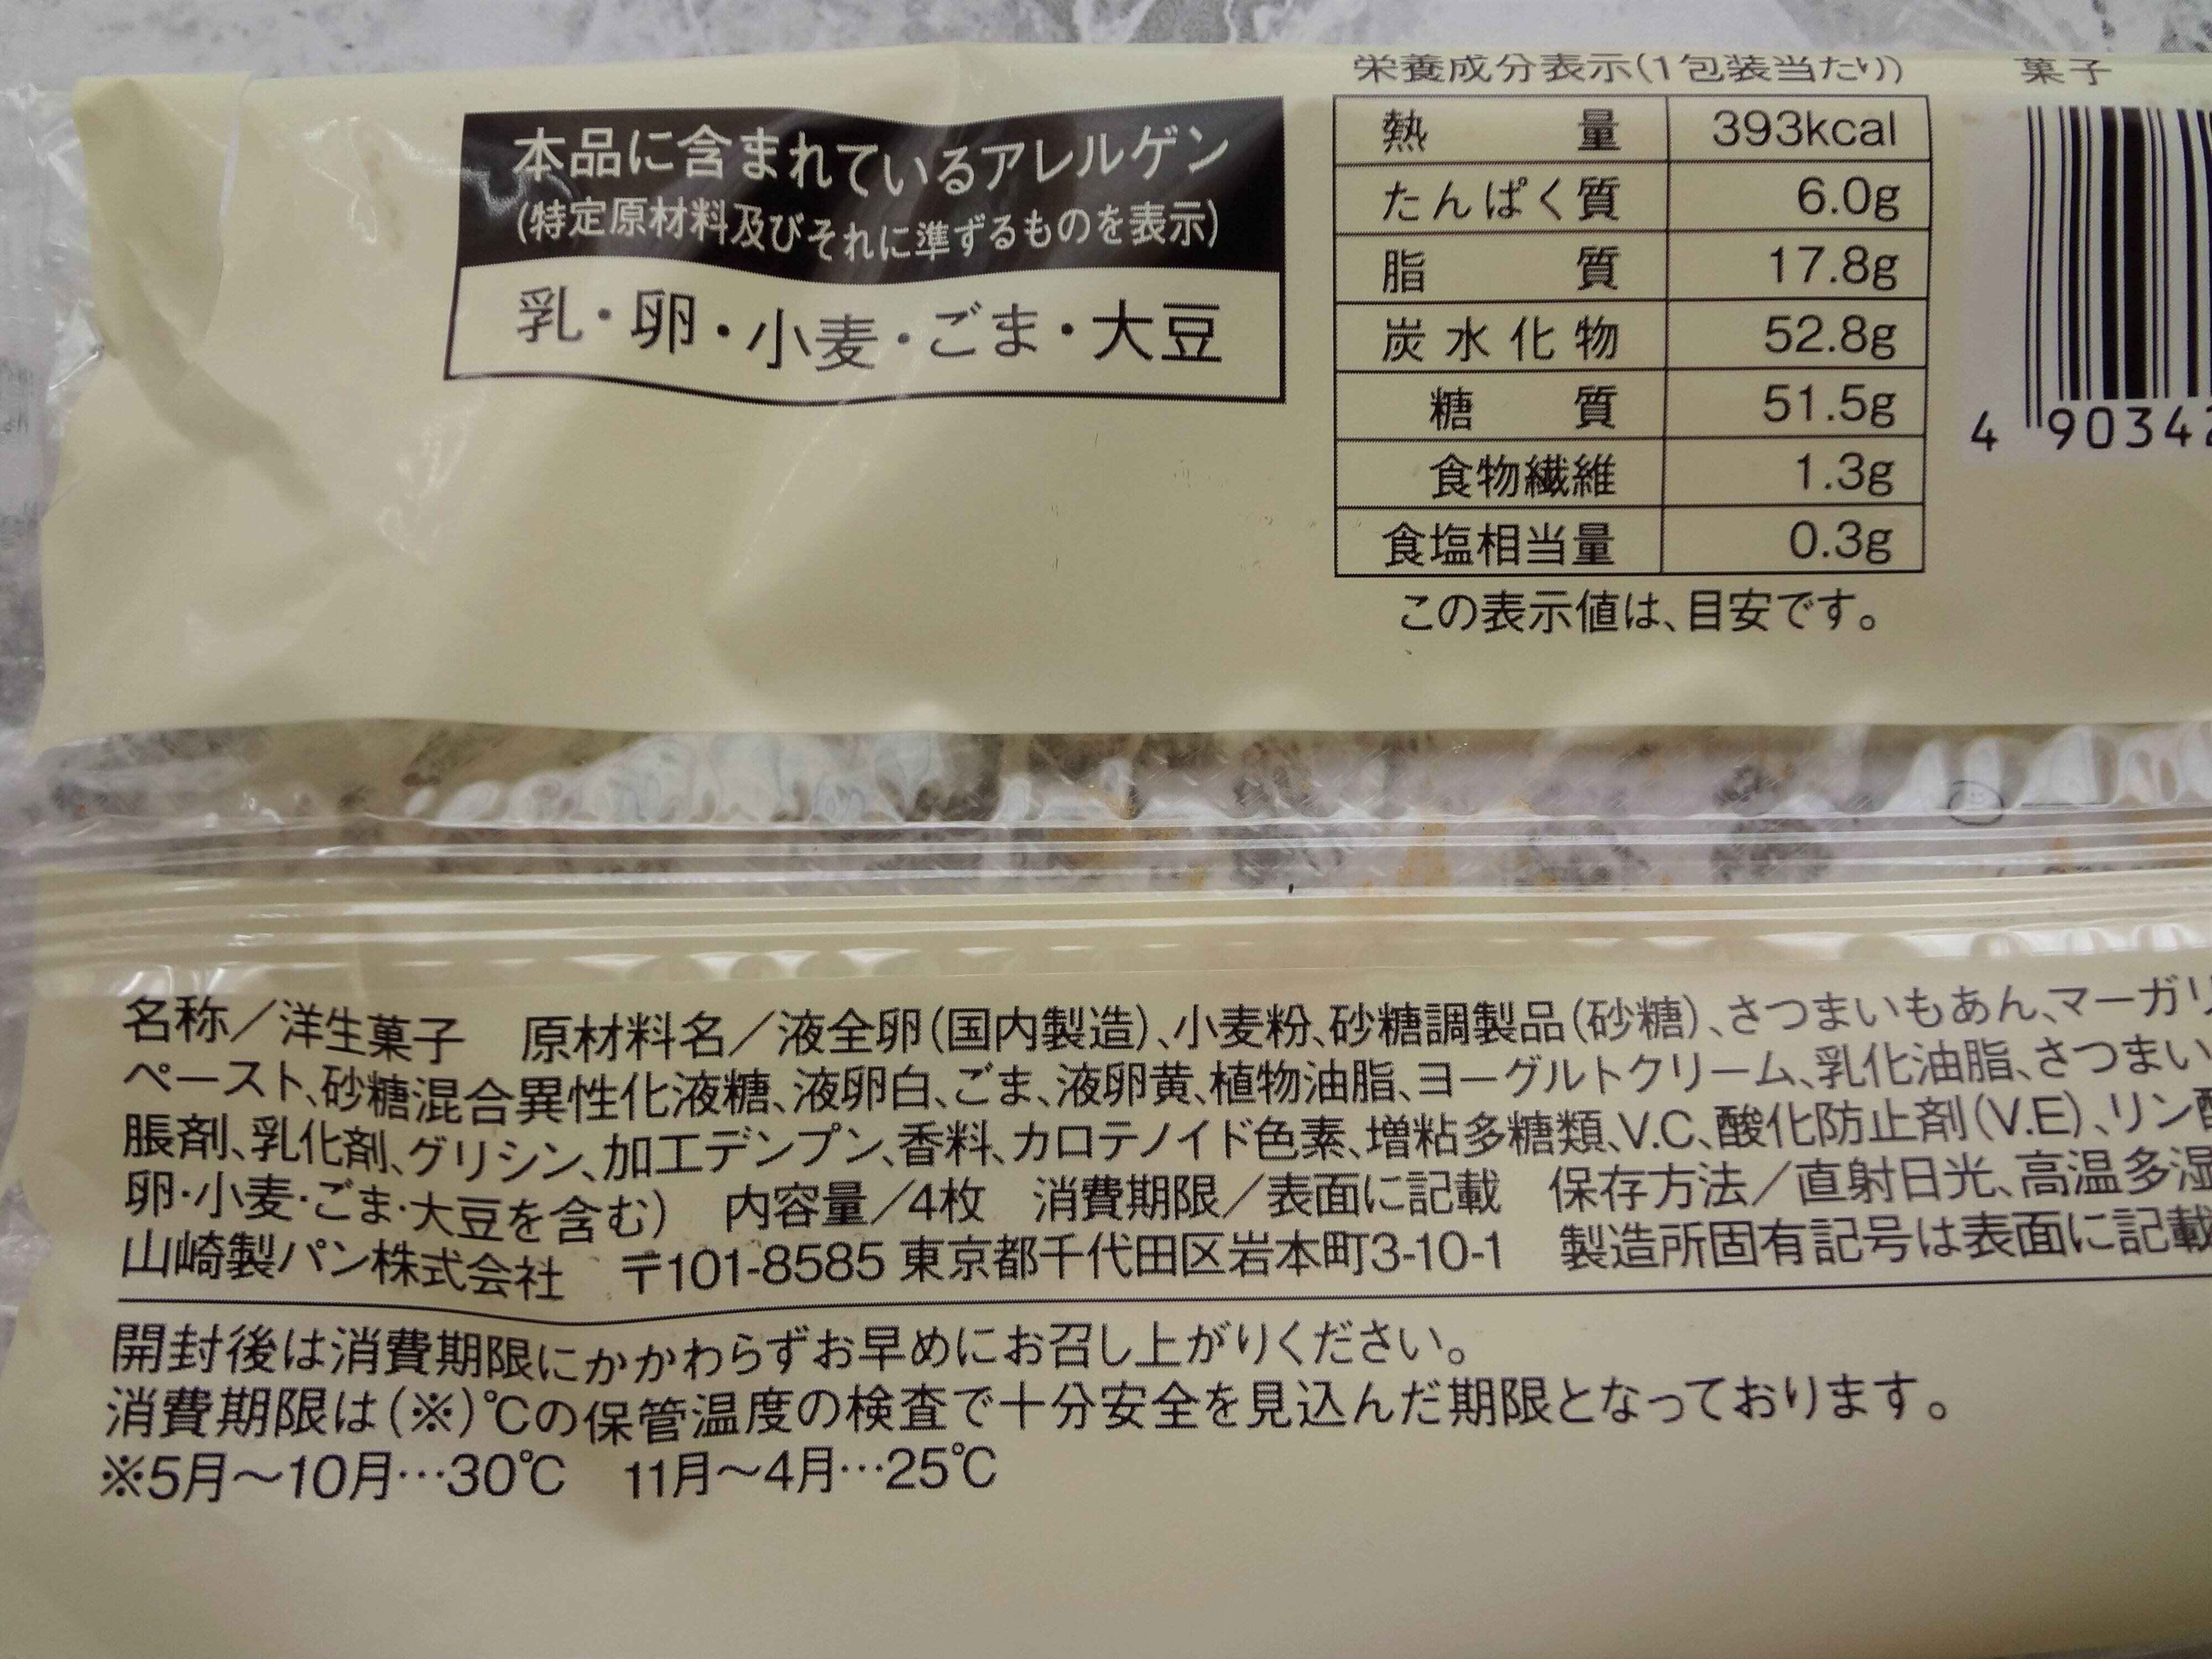 栄養成分表示(1包装当たり)
菓子
本品に含まれているアレルゲン
(特定原材料及びそれに準ずるものを表示)
乳・卵・小麦・ごま・大豆
熱量 393kcal
たんぱく質 6.0g
脂質 17.8g
炭水化物 52.8g
糖質 51.5g
食物繊維 1.3g
食塩相当量 0.3g
この表示値は、目安です。
4 90342
名称/洋生菓子 原材料名/液全卵(国内製造)、小麦粉、砂糖調製品(砂糖)、さつまいもあん、マーガリ
ペースト、砂糖混合異性化液糖、液卵白、ごま、液卵黄、植物油脂、ヨーグルトクリーム、乳化油脂、さつまい
脹剤、乳化剤、グリシン、加工デンプン、香料、カロテノイド色素、増粘多糖類、V.C、酸化防止剤(V.E)、リン酸
卵・小麦・ごま・大豆を含む) 内容量/4枚 消費期限/表面に記載 保存方法/直射日光、高温多湿
山崎製パン株式会社 〒101-8585 東京都千代田区岩本町3-10-1 製造所固有記号は表面に記載
開封後は消費期限にかかわらずお早めにお召し上がりください。
消費期限は(※)℃の保管温度の検査で十分安全を見込んだ期限となっております。
※5月〜10月…30℃ 11月〜4月…25℃